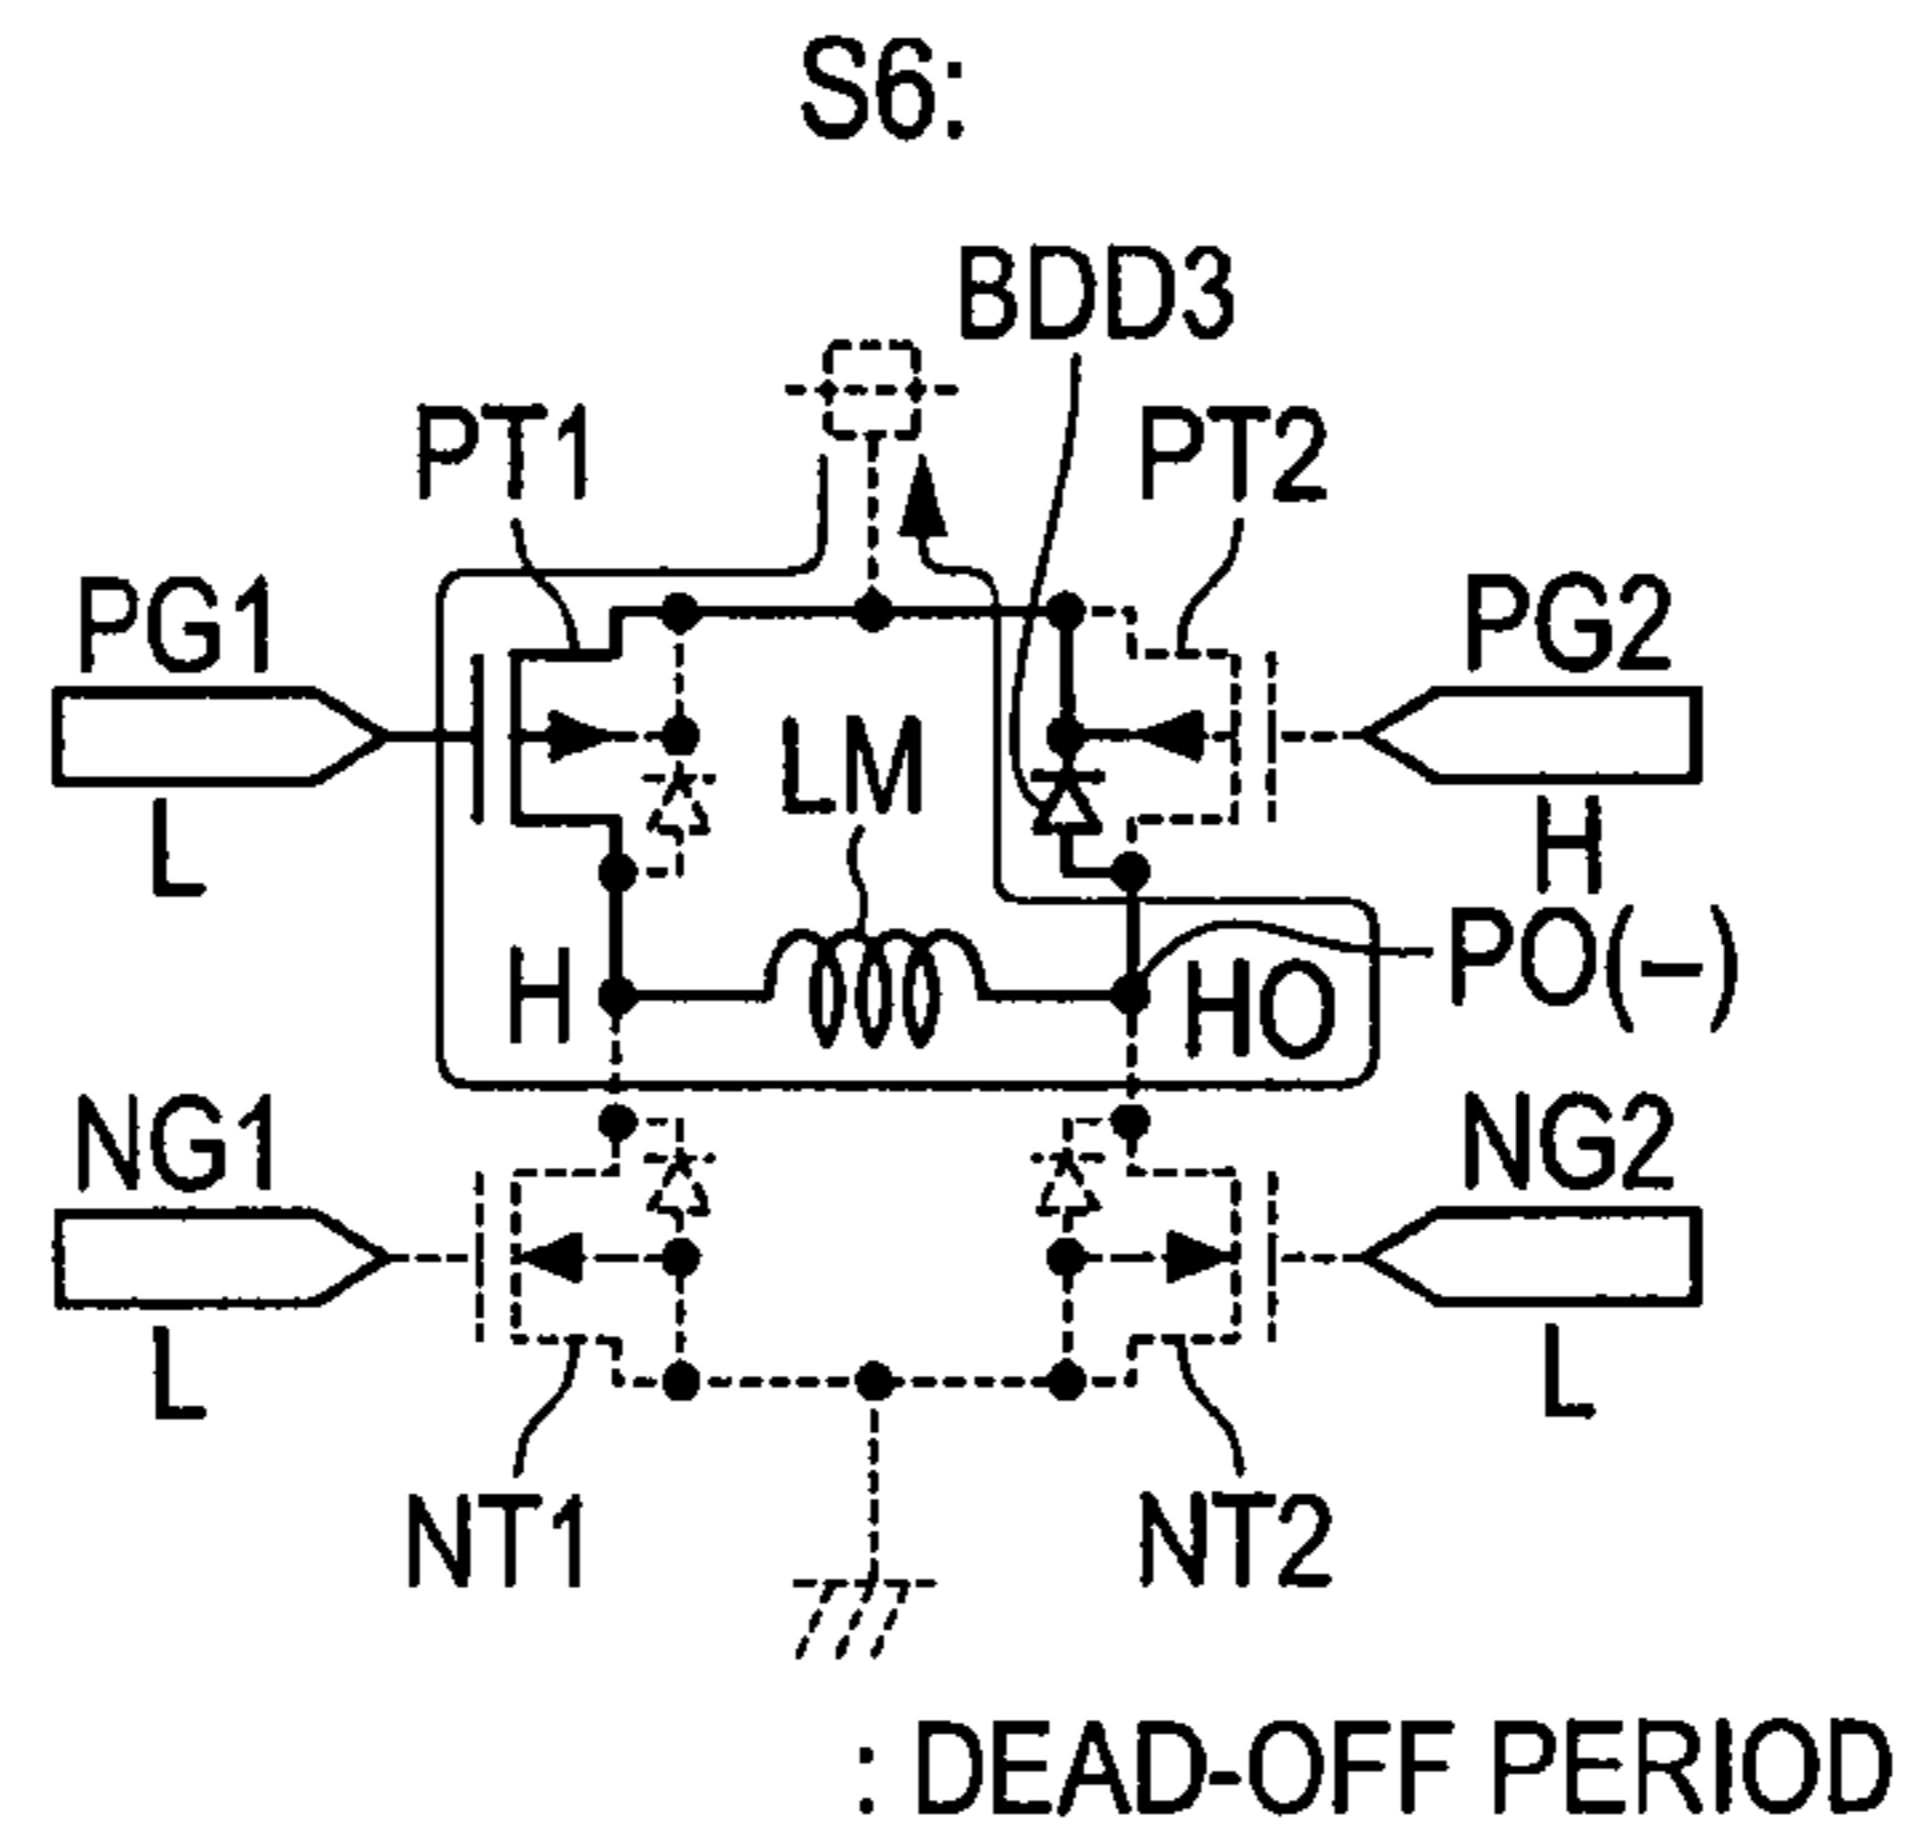 S6:
BDD3
PT1
PT2
PG1
PG2
LM
L
H
H
HO
PO(−)
NG1
NG2
L
L
NT1
NT2
: DEAD-OFF PERIOD